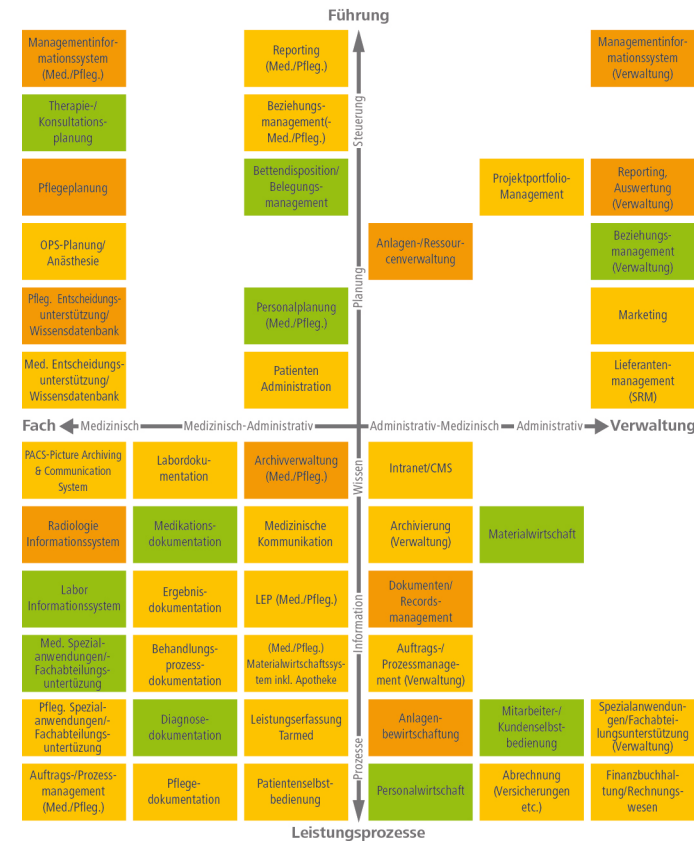 Führung
Managementinfor-
mationssystem
(Med./Pfleg.)
Reporting
(Med./Pfleg.)
Managementinfor-
mationssystem
(Verwaltung)
Steuerung
Therapie-/
Konsultations-
planung
Beziehungs-
management(-
Med./Pfleg.)
Pflegeplanung
Bettendisposition/
Belegungs-
management
Projektportfolio-
Management
Reporting,
Auswertung
(Verwaltung)
OPS-Planung/
Anästhesie
Anlagen-/Ressour-
cenverwaltung
Beziehungs-
management
(Verwaltung)
Planung
Pfleg. Entscheidungs-
unterstützung/
Wissensdatenbank
Personalplanung
(Med./Pfleg.)
Marketing
Med. Entscheidungs-
unterstützung/
Wissensdatenbank
Patienten
Administration
Lieferanten-
management
(SRM)
Fach
Medizinisch
Medizinisch-Administrativ
Administrativ-Medizinisch
Administrativ
Verwaltung
PACS-Picture Archiving
& Communication
System
Labordoku-
mentation
Archivverwaltung
(Med./Pfleg.)
Wissen
Intranet/CMS
Radiologie
Informationssystem
Medikations-
dokumentation
Medizinische
Kommunikation
Archivierung
(Verwaltung)
Materialwirtschaft
Labor
Informationssystem
Ergebnis-
dokumentation
LEP (Med./Pfleg.)
Information
Dokumenten/
Records-
management
Med. Spezial-
anwendungen/-
Fachabteilungs-
untertüzung
Behandlungs-
prozess-
dokumentation
(Med./Pfleg.)
Materialwirtschaftssys-
tem inkl. Apotheke
Auftrags-/
Prozessmanage-
ment (Verwaltung)
Pfleg. Spezial-
anwendungen/-
Fachabteilungs-
untertüzung
Diagnose-
dokumentation
Leistungserfassung
Tarmed
Anlagen-
bewirtschaftung
Mitarbeiter-/
Kundenselbst-
bedienung
Spezialanwendun-
gen/Fachabtei-
lungsunterstützung
(Verwaltung)
Prozesse
Auftrags-/Prozess-
management
(Med./Pfleg.)
Pflege-
dokumentation
Patientenselbst-
bedienung
Personalwirtschaft
Abrechnung
(Versicherungen
etc.)
Finanzbuchhal-
tung/Rechnungs-
wesen
Leistungsprozesse